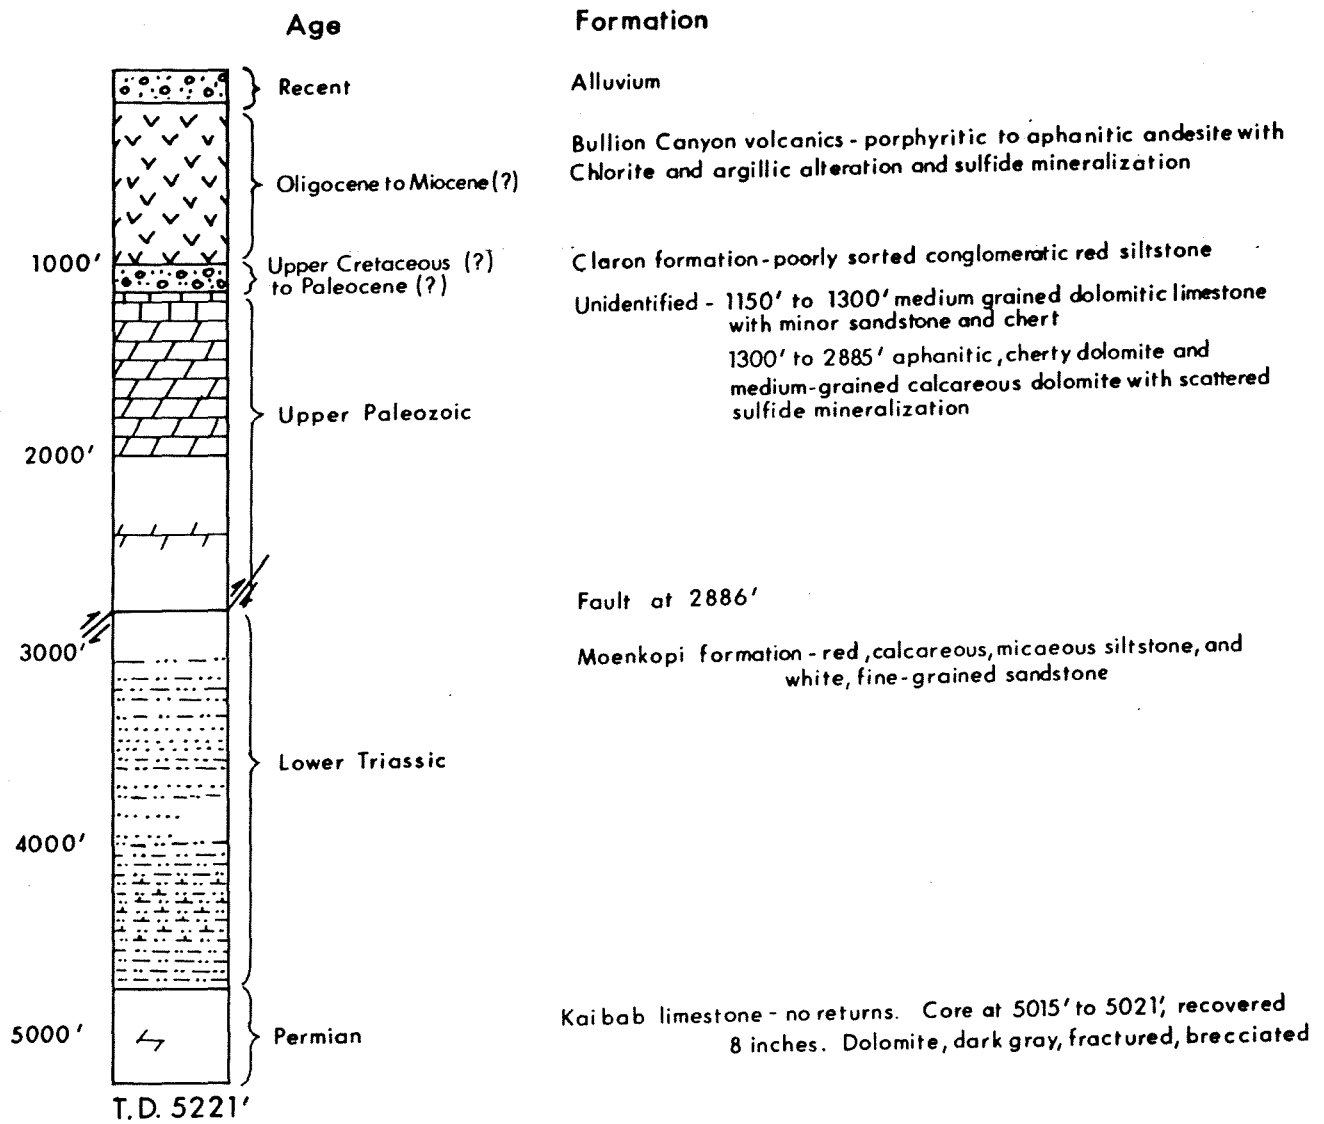 Age
Formation
Recent
Alluvium
Oligocene to Miocene (?)
Bullion Canyon volcanics - porphyritic to aphanitic andesite with
Chlorite and argillic alteration and sulfide mineralization
1000'
Upper Cretaceous (?)
to Paleocene (?)
Claron formation - poorly sorted conglomeratic red siltstone
Unidentified - 1150' to 1300' medium grained dolomitic limestone
with minor sandstone and chert
1300' to 2885' aphanitic, cherty dolomite and
medium-grained calcareous dolomite with scattered
sulfide mineralization
Upper Paleozoic
2000'
Fault at 2886'
3000'
Moenkopi formation - red, calcareous, micaeous siltstone, and
white, fine-grained sandstone
Lower Triassic
4000'
5000'
Permian
Kaibab limestone - no returns. Core at 5015' to 5021', recovered
8 inches. Dolomite, dark gray, fractured, brecciated
T.D. 5221'